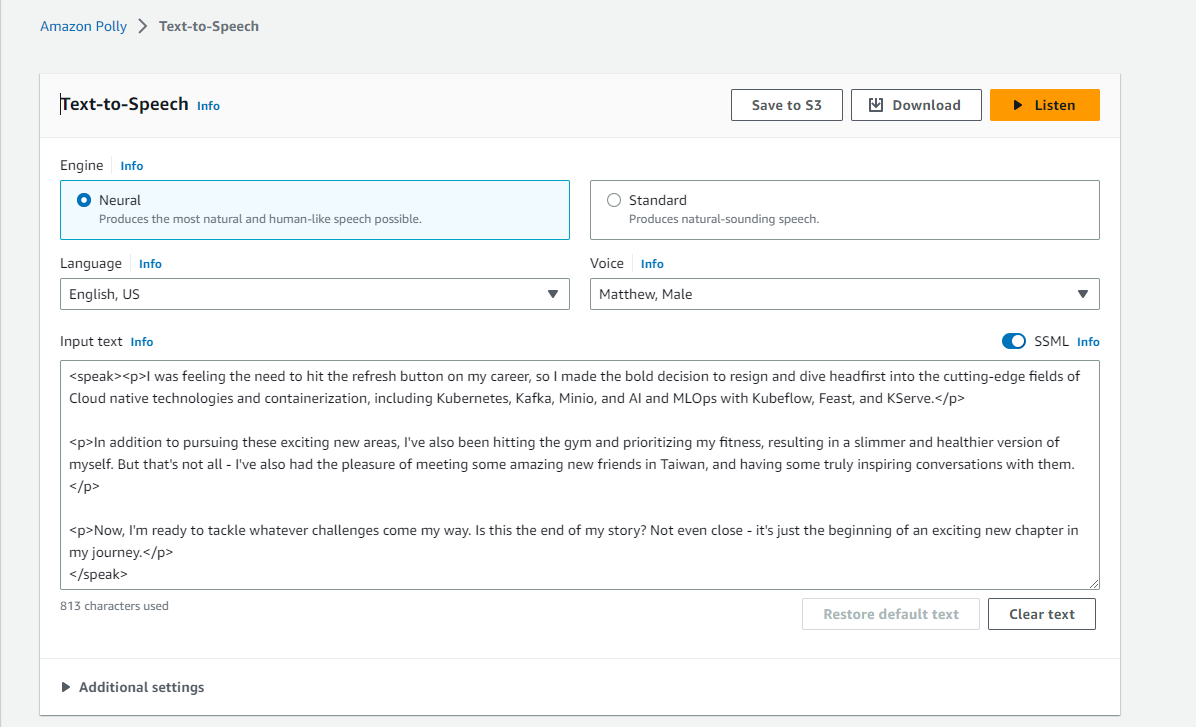 Amazon Polly > Text-to-Speech
Text-to-Speech Info
Save to S3
Download
Listen
Engine Info
Neural
Produces the most natural and human-like speech possible.
Standard
Produces natural-sounding speech.
Language Info
English, US
Voice Info
Matthew, Male
Input text Info
SSML Info
<speak><p>I was feeling the need to hit the refresh button on my career, so I made the bold decision to resign and dive headfirst into the cutting-edge fields of
Cloud native technologies and containerization, including Kubernetes, Kafka, Minio, and AI and MLOps with Kubeflow, Feast, and KServe.</p>
<p>In addition to pursuing these exciting new areas, I've also been hitting the gym and prioritizing my fitness, resulting in a slimmer and healthier version of
myself. But that's not all - I've also had the pleasure of meeting some amazing new friends in Taiwan, and having some truly inspiring conversations with them.
</p>
<p>Now, I'm ready to tackle whatever challenges come my way. Is this the end of my story? Not even close - it's just the beginning of an exciting new chapter in
my journey.</p>
</speak>
813 characters used
Restore default text
Clear text
Additional settings